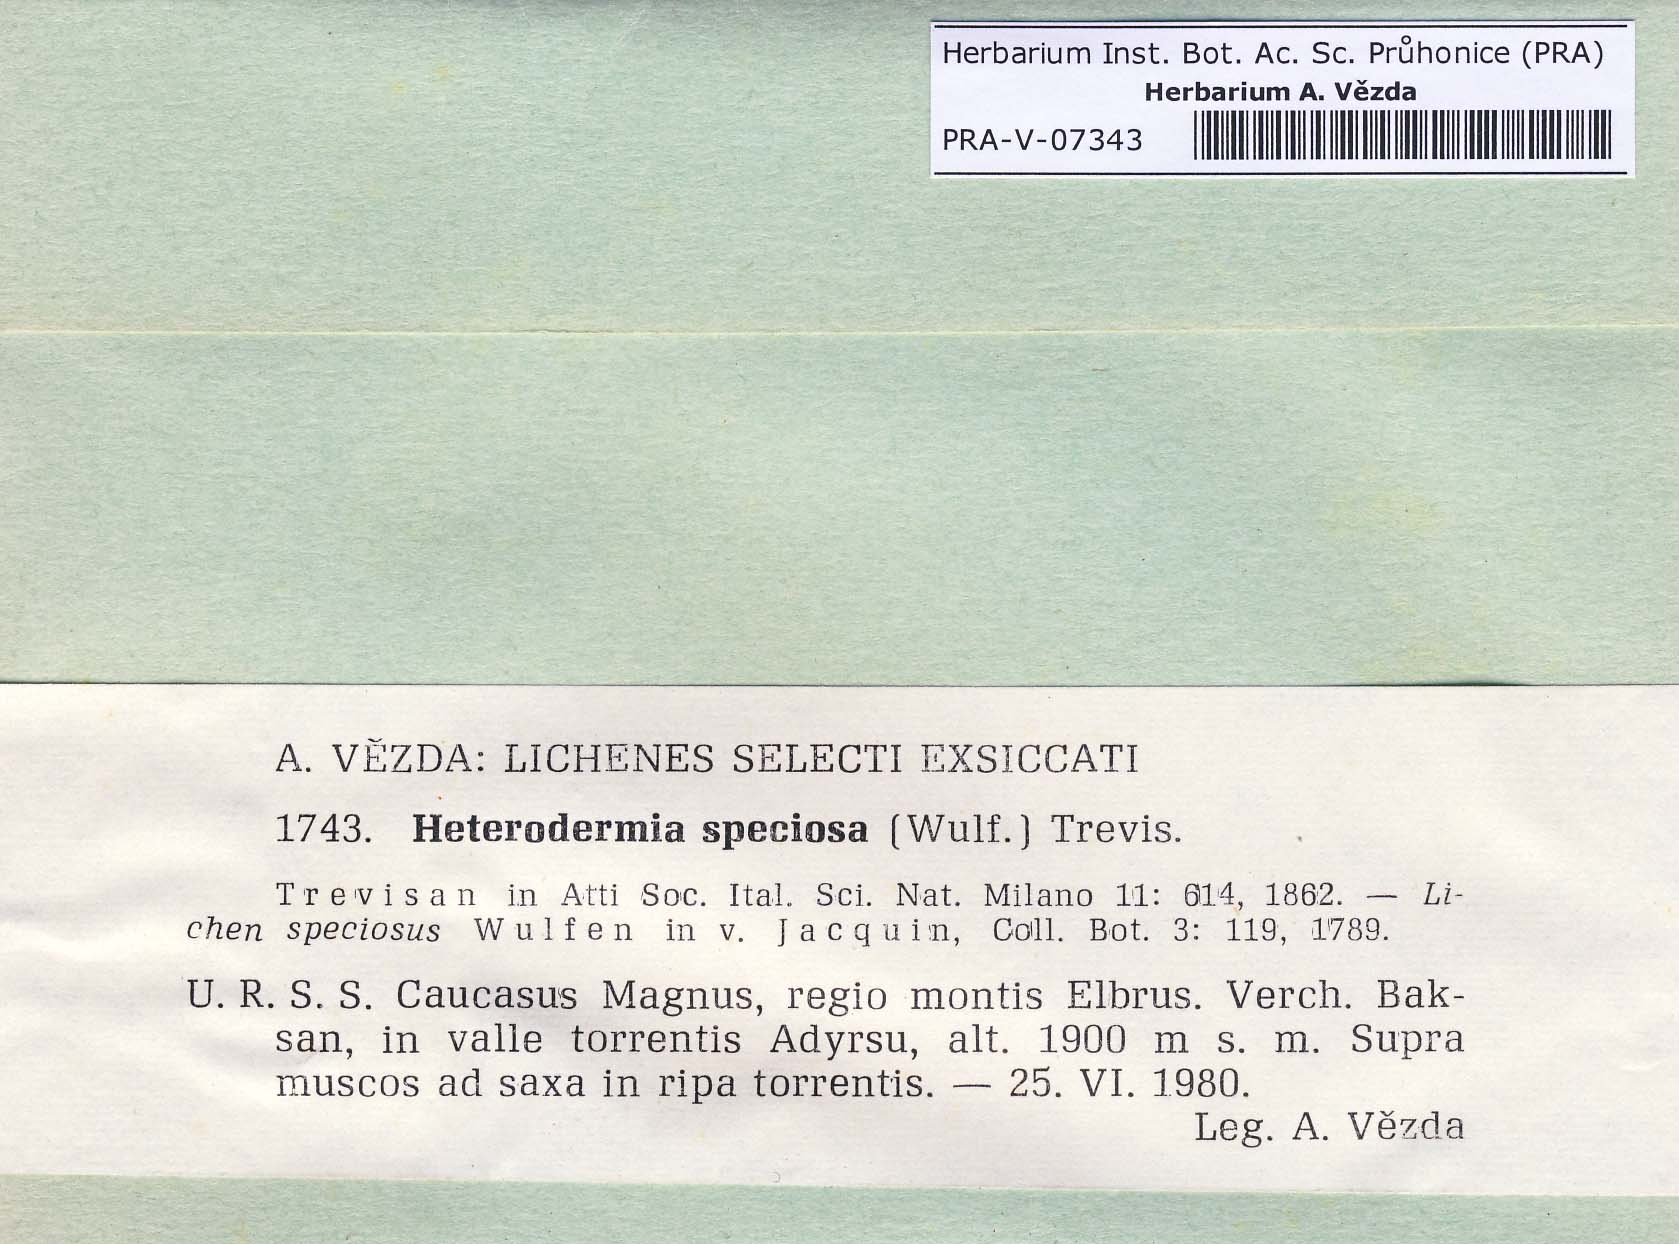 Herbarium Inst. Bot. Ac. Sc. Průhonice (PRA)
Herbarium A. Vězda
PRA-V-07343
A. VĚZDA: LICHENES SELECTI EXSICCATI
1743. Heterodermia speciosa (Wulf.) Trevis.
Trevisan in Atti Soc. Ital. Sci. Nat. Milano 11: 614, 1862. — Li-
chen speciosus Wulfen in v. Jacquin, Coll. Bot. 3: 119, 1789.
U. R. S. S. Caucasus Magnus, regio montis Elbrus. Verch. Bak-
san, in valle torrentis Adyrsu, alt. 1900 m s. m. Supra
muscos ad saxa in ripa torrentis. — 25. VI. 1980.
Leg. A. Vězda